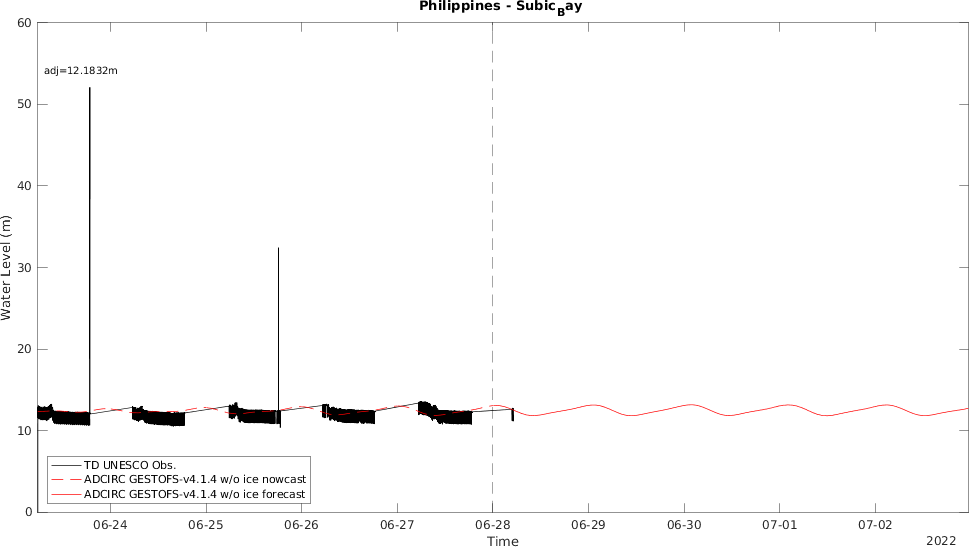 Philippines - Subic_Bay
60
adj=12.1832m
50
40
30
20
10
0
Water Level (m)
TD UNESCO Obs.
ADCIRC GESTOFS-v4.1.4 w/o ice nowcast
ADCIRC GESTOFS-v4.1.4 w/o ice forecast
06-24 06-25 06-26 06-27 06-28 06-29 06-30 07-01 07-02
Time
2022